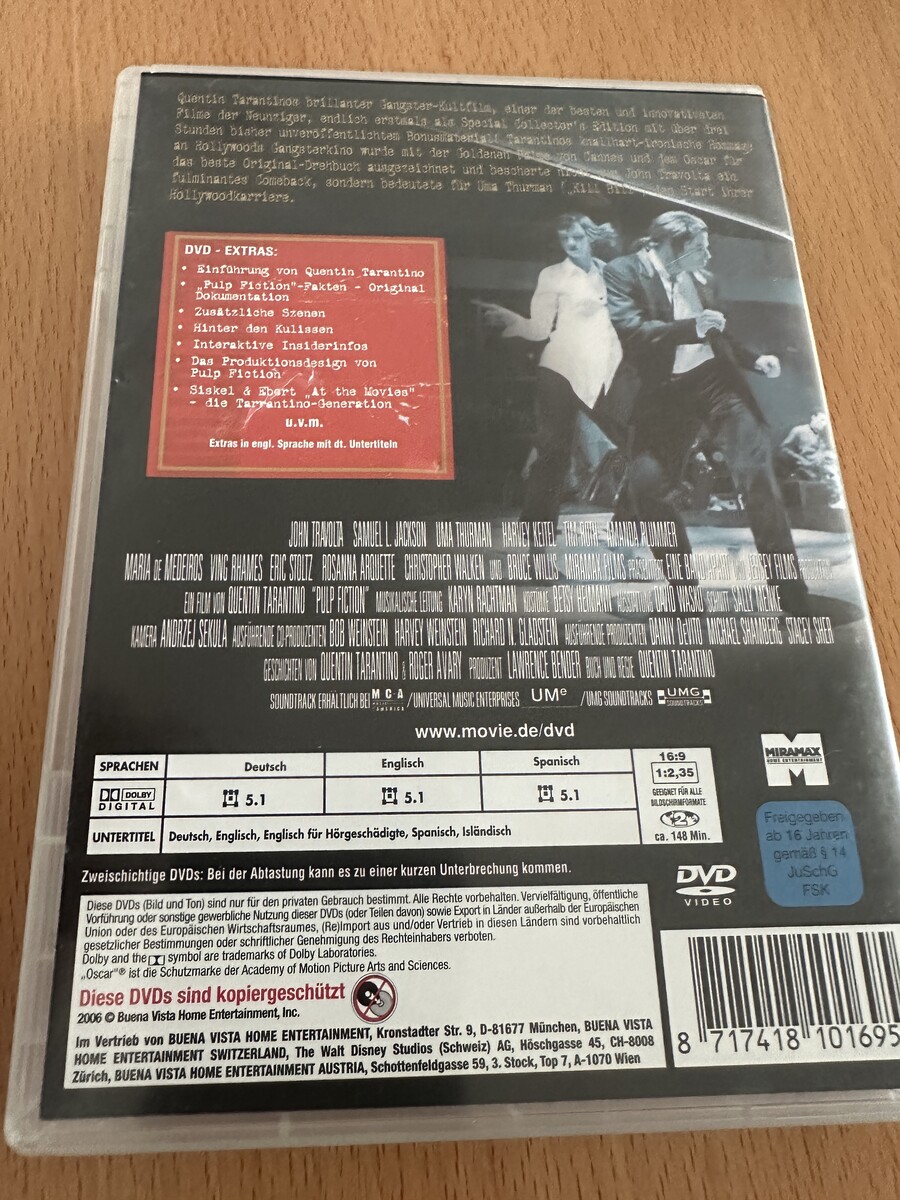 Quentin Tarantinos brillanter Gangster-Kultfilm, einer der besten und innovativsten
Filme der Neunziger, endlich erstmals als Special Collector's Edition mit über drei
Stunden bisher unveröffentlichtem Bonusmaterial! Tarantinos knallhart-ironische Hommage
an Hollywoods Gangsterkino wurde mit der Goldenen Palme von Cannes und dem Oscar für
das beste Original-Drehbuch ausgezeichnet und bescherte John Travolta ein
fulminantes Comeback, sondern bedeutete für Uma Thurman („Kill Bill den Start ihrer
Hollywoodkarriere.
DVD - EXTRAS:
• Einführung von Quentin Tarantino
• „Pulp Fiction"-Fakten - Original
Dokumentation
• Zusätzliche Szenen
• Hinter den Kulissen
• Interaktive Insiderinfos
• Das Produktionsdesign von
Pulp Fiction
• Siskel & Ebert „At the Movies"
- die Tarrantino-Generation
u.v.m.
Extras in engl. Sprache mit dt. Untertiteln
JOHN TRAVOLTA SAMUEL L. JACKSON UMA THURMAN HARVEY KEITEL TIM ROTH AMANDA PLUMMER
MARIA DE MEDEIROS VING RHAMES ERIC STOLTZ ROSANNA ARQUETTE CHRISTOPHER WALKEN UND BRUCE WILLIS MIRAMAX FILMS PRÄSENTIERT EINE BAND APART UND JERSEY FILMS PRODUKTION
EIN FILM VON QUENTIN TARANTINO "PULP FICTION" MUSIKALISCHE LEITUNG KARYN RACHTMAN KOSTÜME BETSY HEIMANN AUSSTATTUNG DAVID WASCO SCHNITT SALLY MENKE
KAMERA ANDRZEJ SEKULA AUSFÜHRENDE CO-PRODUZENTEN BOB WEINSTEIN HARVEY WEINSTEIN RICHARD N. GLADSTEIN AUSFÜHRENDE PRODUZENTEN DANNY DeVITO MICHAEL SHAMBERG STACEY SHER
GESCHICHTEN VON QUENTIN TARANTINO & ROGER AVARY PRODUZENT LAWRENCE BENDER BUCH UND REGIE QUENTIN TARANTINO
SOUNDTRACK ERHÄLTLICH BEI MCA /UNIVERSAL MUSIC ENTERPRISES UMe /UMG SOUNDTRACKS UMG SOUNDTRACKS
www.movie.de/dvd
SPRACHEN Deutsch Englisch Spanisch
DOLBY DIGITAL 5.1 5.1 5.1
UNTERTITEL Deutsch, Englisch, Englisch für Hörgeschädigte, Spanisch, Isländisch
16:9
1:2,35
GEEIGNET FÜR ALLE
BILDSCHIRMFORMATE
2
ca. 148 Min.
MIRAMAX
HOME ENTERTAINMENT
Zweischichtige DVDs: Bei der Abtastung kann es zu einer kurzen Unterbrechung kommen.
DVD
VIDEO
Freigegeben
ab 16 Jahren
gemäß § 14
JuSchG
FSK
Diese DVDs (Bild und Ton) sind nur für den privaten Gebrauch bestimmt. Alle Rechte vorbehalten. Vervielfältigung, öffentliche
Vorführung oder sonstige gewerbliche Nutzung dieser DVDs (oder Teilen davon) sowie Export in Länder außerhalb der Europäischen
Union oder des Europäischen Wirtschaftsraumes, (Re)Import aus und/oder Vertrieb in diesen Ländern sind vorbehaltlich
gesetzlicher Bestimmungen oder schriftlicher Genehmigung des Rechteinhabers verboten.
Dolby and the symbol are trademarks of Dolby Laboratories.
„Oscar"® ist die Schutzmarke der Academy of Motion Picture Arts and Sciences.
Diese DVDs sind kopiergeschützt
2006 © Buena Vista Home Entertainment, Inc.
Im Vertrieb von BUENA VISTA HOME ENTERTAINMENT, Kronstadter Str. 9, D-81677 München, BUENA VISTA
HOME ENTERTAINMENT SWITZERLAND, The Walt Disney Studios (Schweiz) AG, Höschgasse 45, CH-8008
Zürich, BUENA VISTA HOME ENTERTAINMENT AUSTRIA, Schottenfeldgasse 59, 3. Stock, Top 7, A-1070 Wien
8 717418 101695